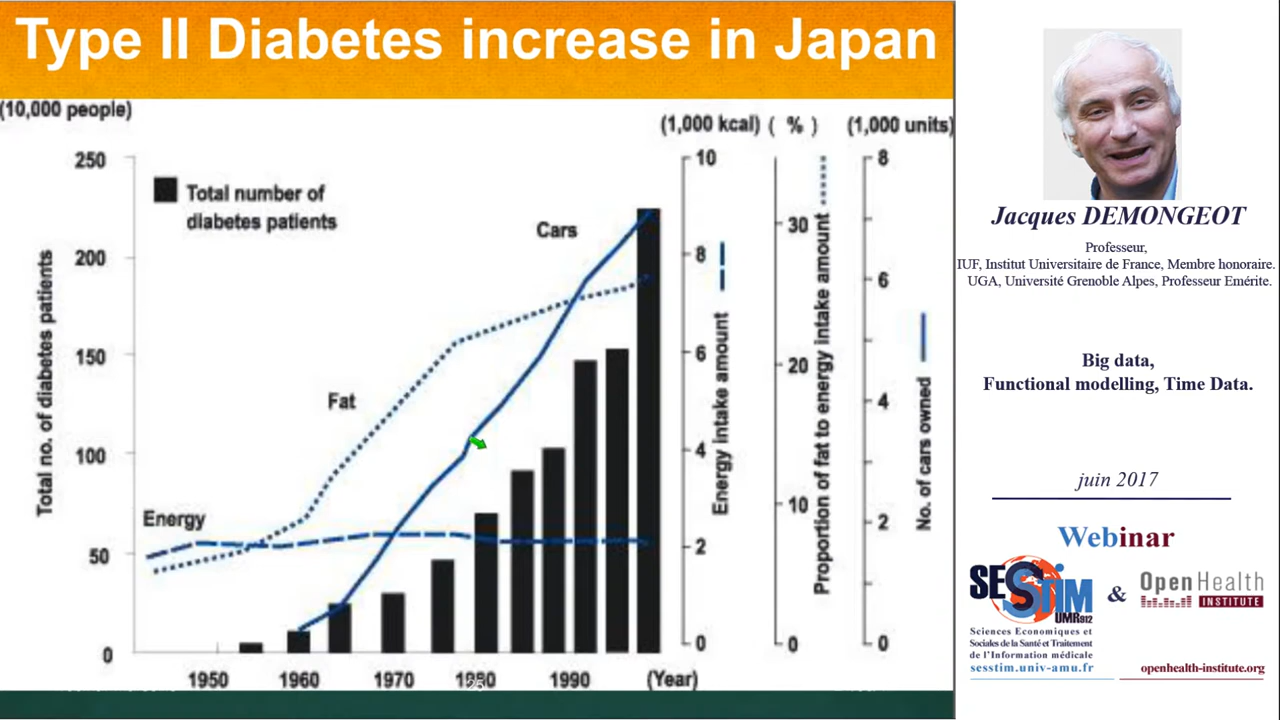 Type II Diabetes increase in Japan
(10,000 people)
(1,000 kcal) ( % ) (1,000 units)
250
200
150
100
50
0
Total no. of diabetes patients
Total number of
diabetes patients
Cars
Fat
Energy
10
8
6
4
2
0
Energy intake amount
30
20
10
0
Proportion of fat to energy intake amount
8
6
4
2
0
No. of cars owned
1950 1960 1970 1980 1990 (Year)
Jacques DEMONGEOT
Professeur,
IUF, Institut Universitaire de France, Membre honoraire.
UGA, Université Grenoble Alpes, Professeur Emérite.
Big data,
Functional modelling, Time Data.
juin 2017
Webinar
SESSTIM
UMR912
&
OpenHealth
INSTITUTE
Sciences Economiques et
Sociales de la Santé et Traitement
de l'Information médicale
sesstim.univ-amu.fr
openhealth-institute.org